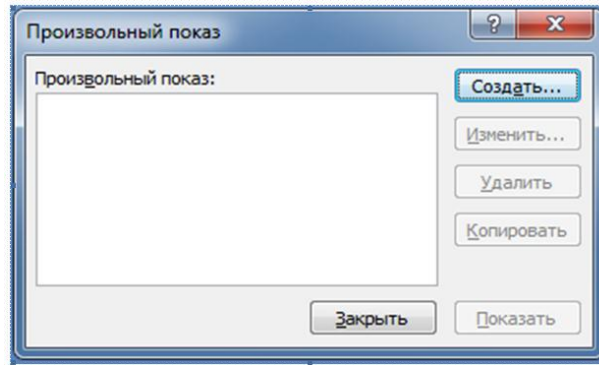 Произвольный показ
?
Произвольный показ:
Создать...
Изменить...
Удалить
Копировать
Закрыть
Показать